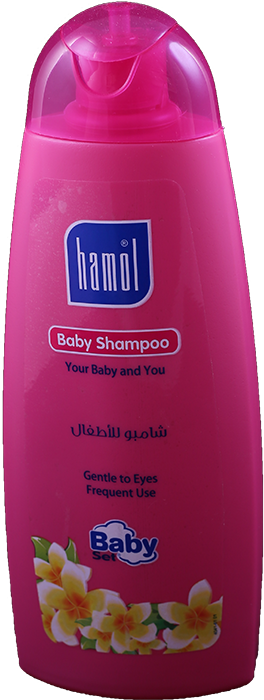 hamol®
Baby Shampoo
Your Baby and You
شامبو للأطفال
Gentle to Eyes
Frequent Use
Baby
Set